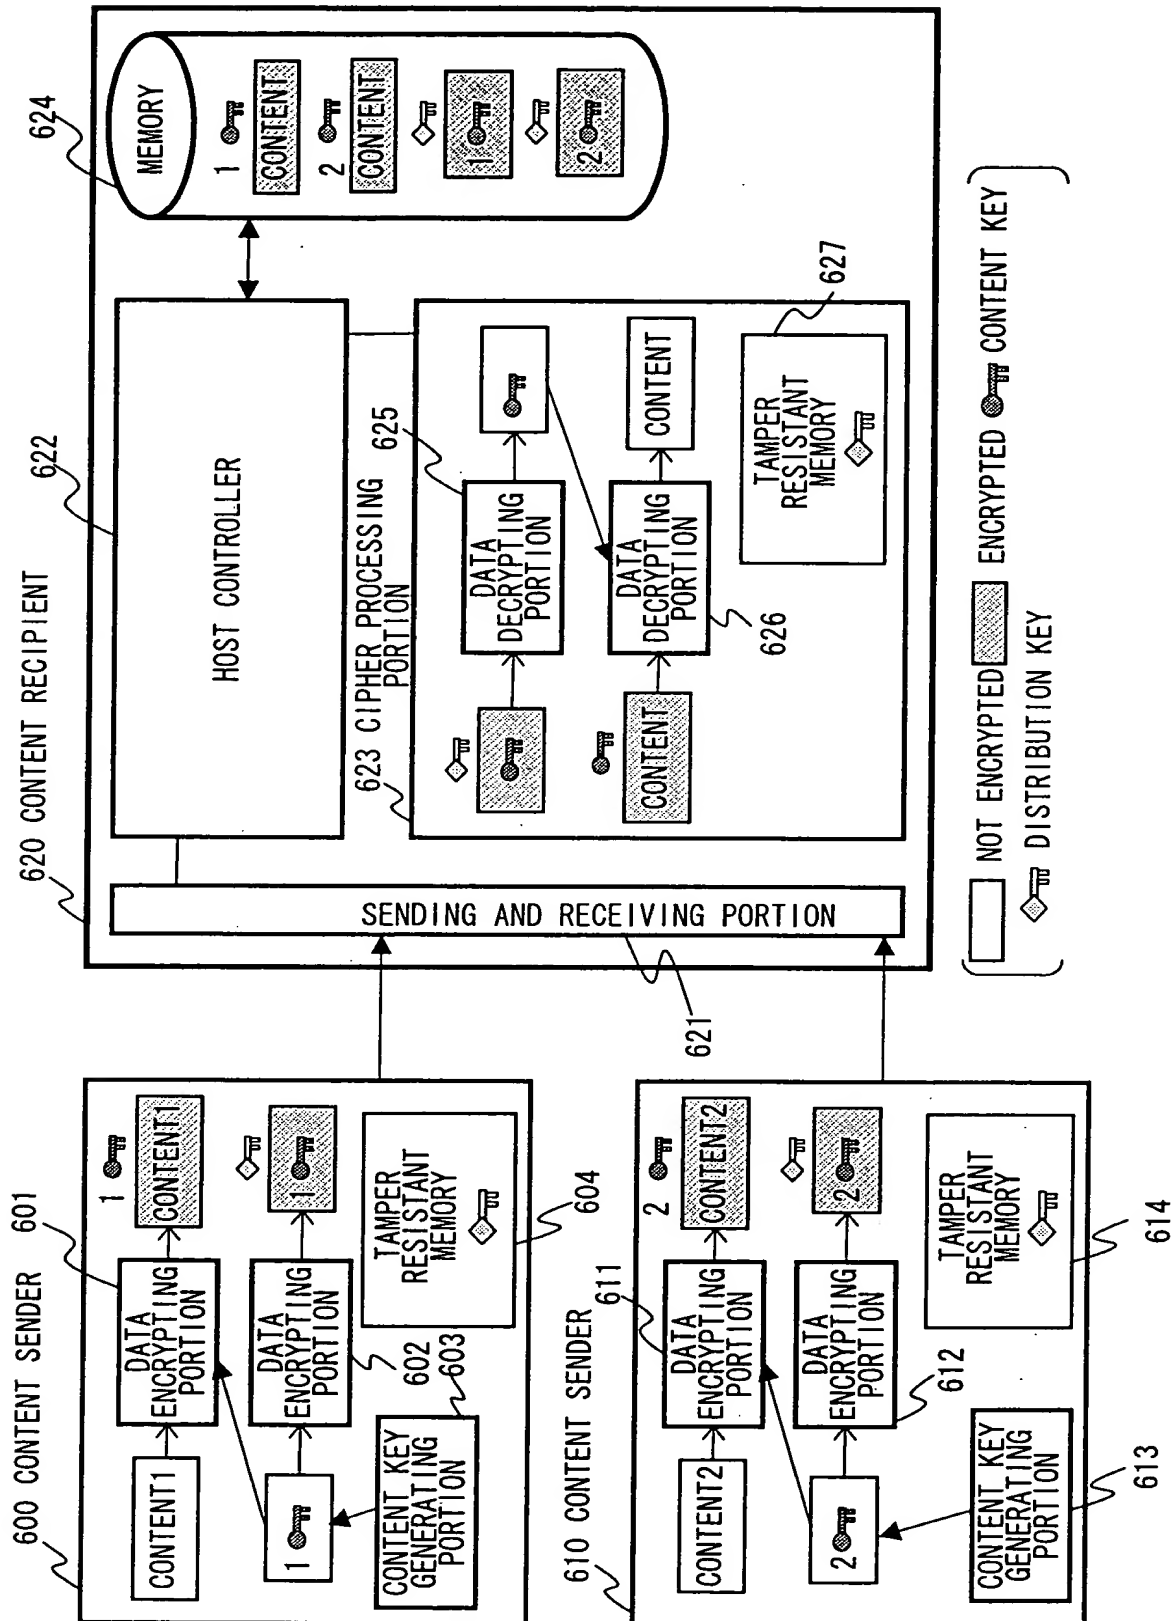 600 CONTENT SENDER
601
CONTENT1
DATA
ENCRYPTING
PORTION
1
CONTENT1
1
DATA
ENCRYPTING
PORTION
1
602
603
CONTENT KEY
GENERATING
PORTION
TAMPER
RESISTANT
MEMORY
604
610 CONTENT SENDER
611
CONTENT2
DATA
ENCRYPTING
PORTION
2
CONTENT2
2
DATA
ENCRYPTING
PORTION
2
612
CONTENT KEY
GENERATING
PORTION
613
TAMPER
RESISTANT
MEMORY
614
620 CONTENT RECIPIENT
622
624
SENDING AND RECEIVING PORTION
621
HOST CONTROLLER
MEMORY
1
CONTENT
2
CONTENT
1
2
623 CIPHER PROCESSING
PORTION
625
DATA
DECRYPTING
PORTION
CONTENT
DATA
DECRYPTING
PORTION
CONTENT
626
TAMPER
RESISTANT
MEMORY
627
NOT ENCRYPTED
ENCRYPTED
CONTENT KEY
DISTRIBUTION KEY